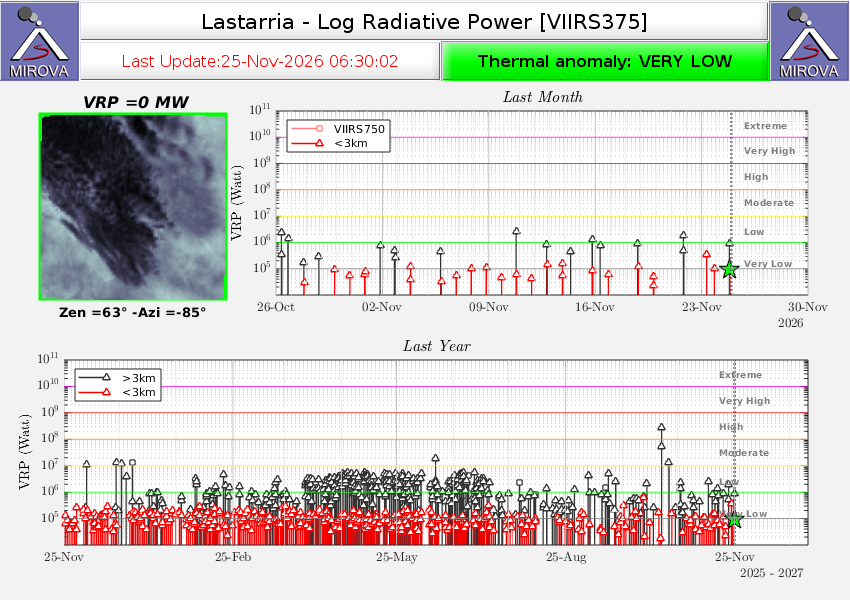 Lastarria - Log Radiative Power [VIIRS375]
MIROVA
Last Update:25-Nov-2026 06:30:02
Thermal anomaly: VERY LOW
MIROVA
VRP =0 MW
Zen =63° -Azi =-85°
Last Month
VRP (Watt)
10^11
10^10
10^9
10^8
10^7
10^6
10^5
VIIRS750
<3km
Extreme
Very High
High
Moderate
Low
Very Low
26-Oct
02-Nov
09-Nov
16-Nov
23-Nov
30-Nov
2026
Last Year
VRP (Watt)
10^11
10^10
10^9
10^8
10^7
10^6
10^5
>3km
<3km
Extreme
Very High
High
Moderate
Low
Very Low
25-Nov
25-Feb
25-May
25-Aug
25-Nov
2025 - 2027